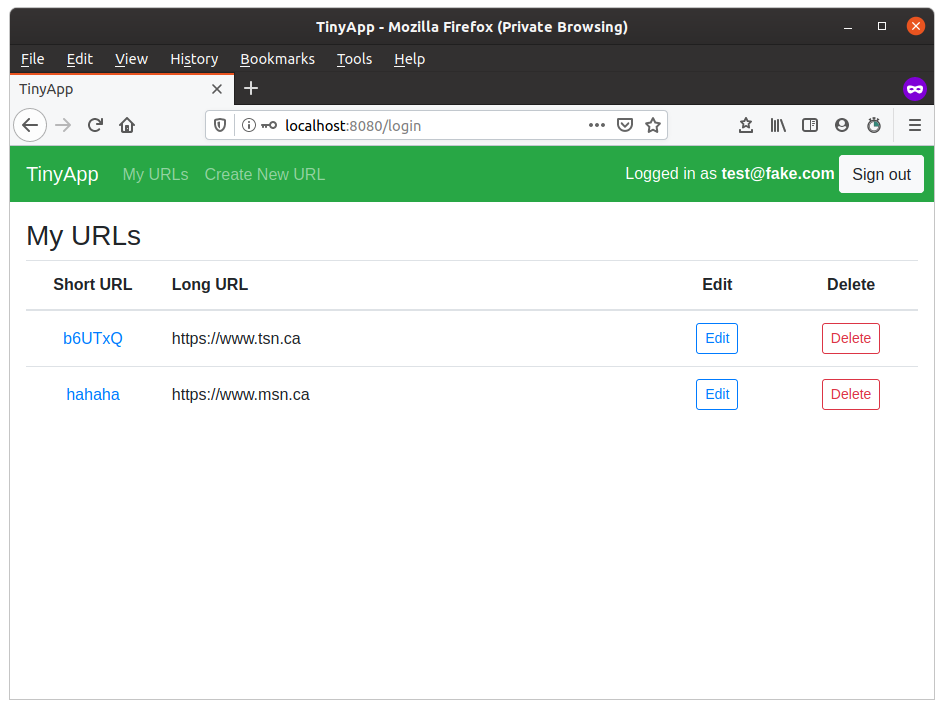 TinyApp - Mozilla Firefox (Private Browsing)
File Edit View History Bookmarks Tools Help
TinyApp
localhost:8080/login
TinyApp My URLs Create New URL Logged in as test@fake.com Sign out
My URLs
Short URL Long URL Edit Delete
b6UTxQ https://www.tsn.ca Edit Delete
hahaha https://www.msn.ca Edit Delete